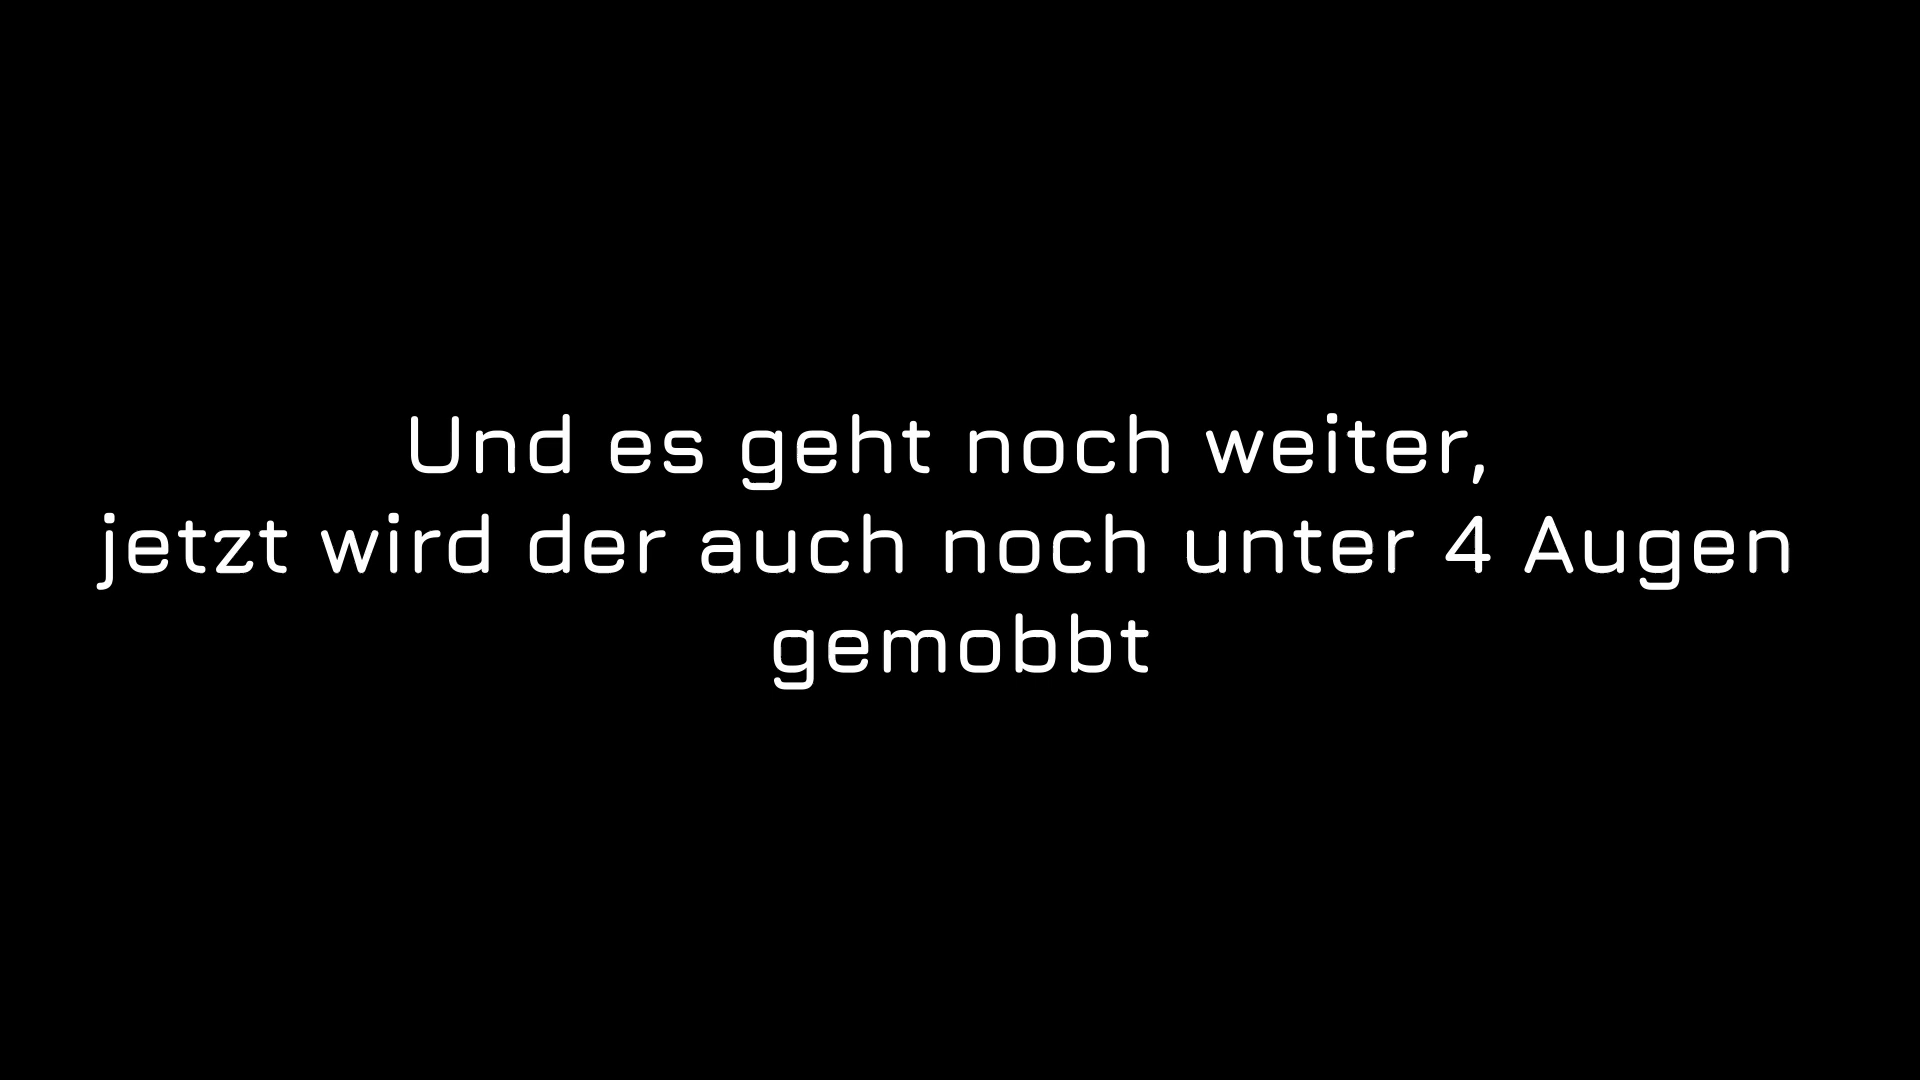 Und es geht noch weiter,
jetzt wird der auch noch unter 4 Augen
gemobbt